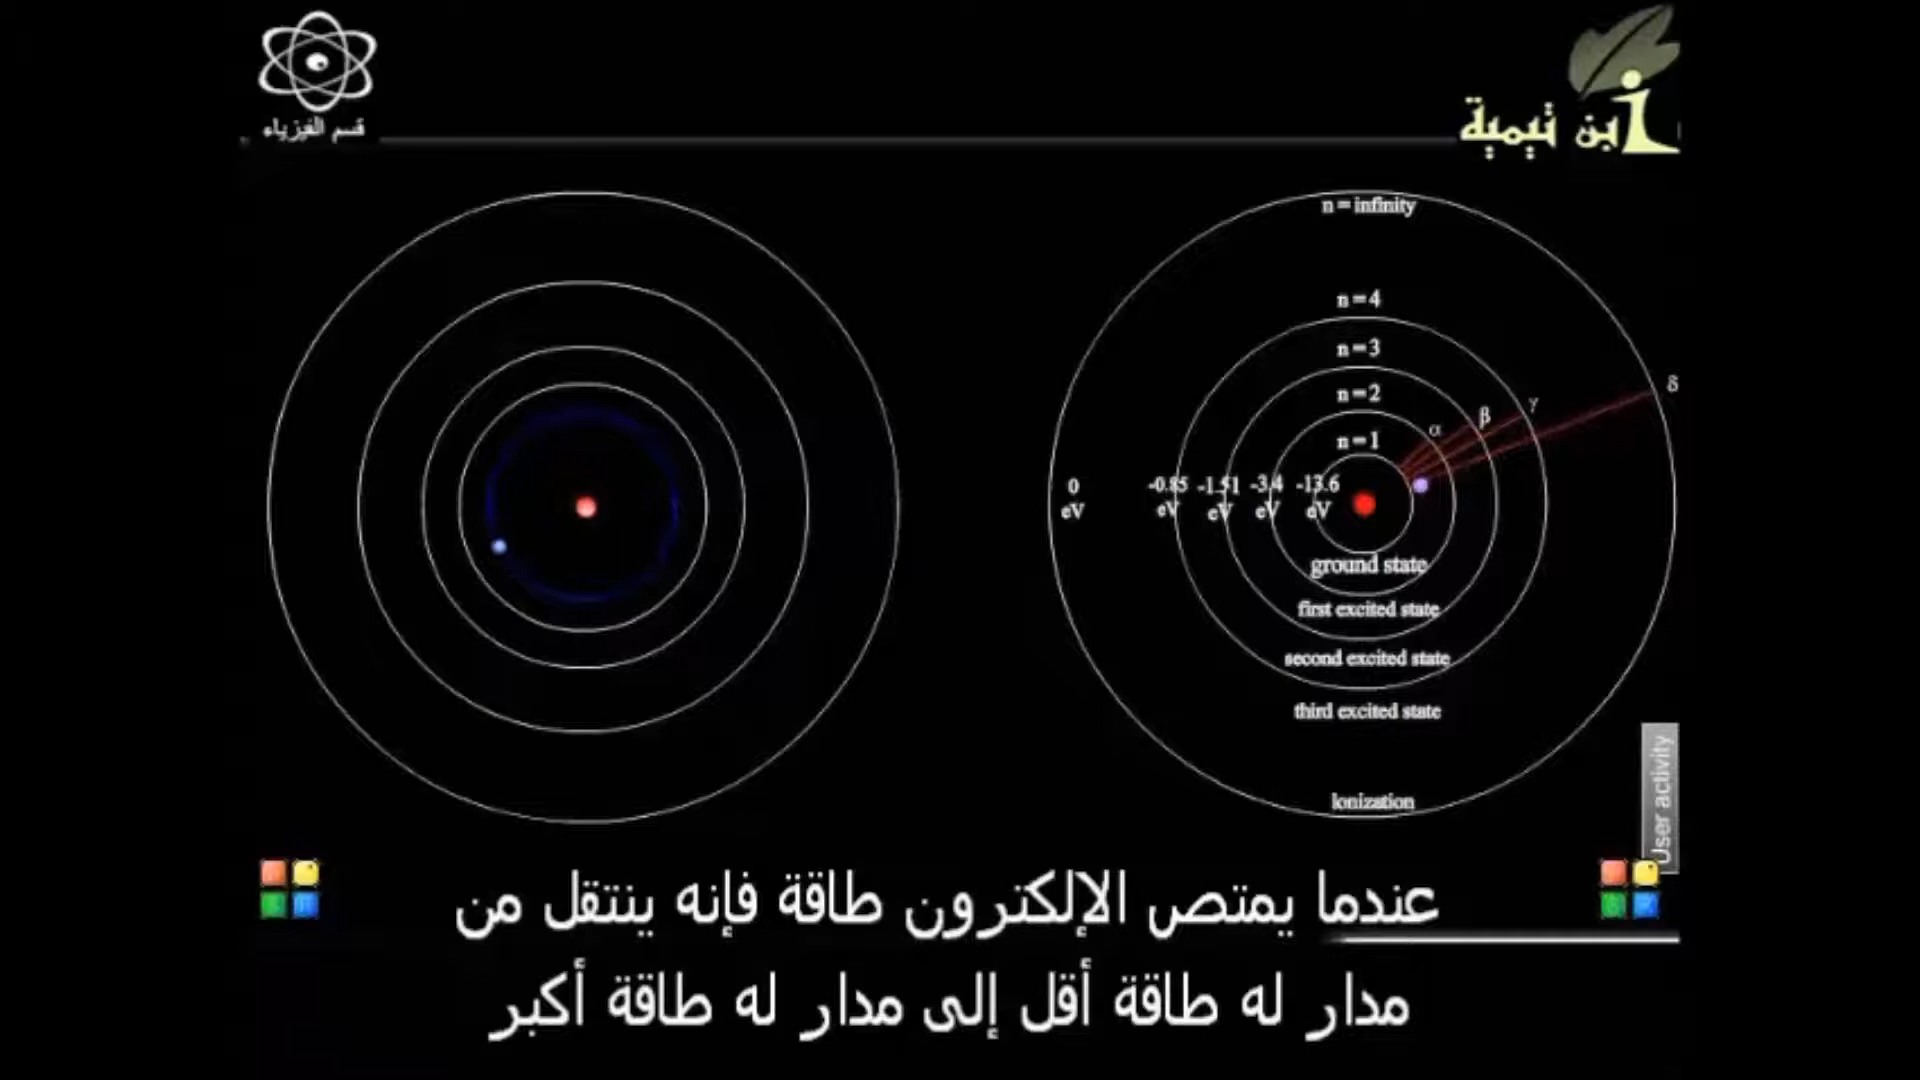 قسم الفيزياء
ابن تيمية
n=infinity
n=4
n=3
n=2
n=1
δ
γ
β
α
0 -0.85 -1.51 -3.4 -13.6
eV eV eV eV eV
ground state
first excited state
second excited state
third excited state
Ionization
User activity
عندما يمتص الإلكترون طاقة فإنه ينتقل من
مدار له طاقة أقل إلى مدار له طاقة أكبر